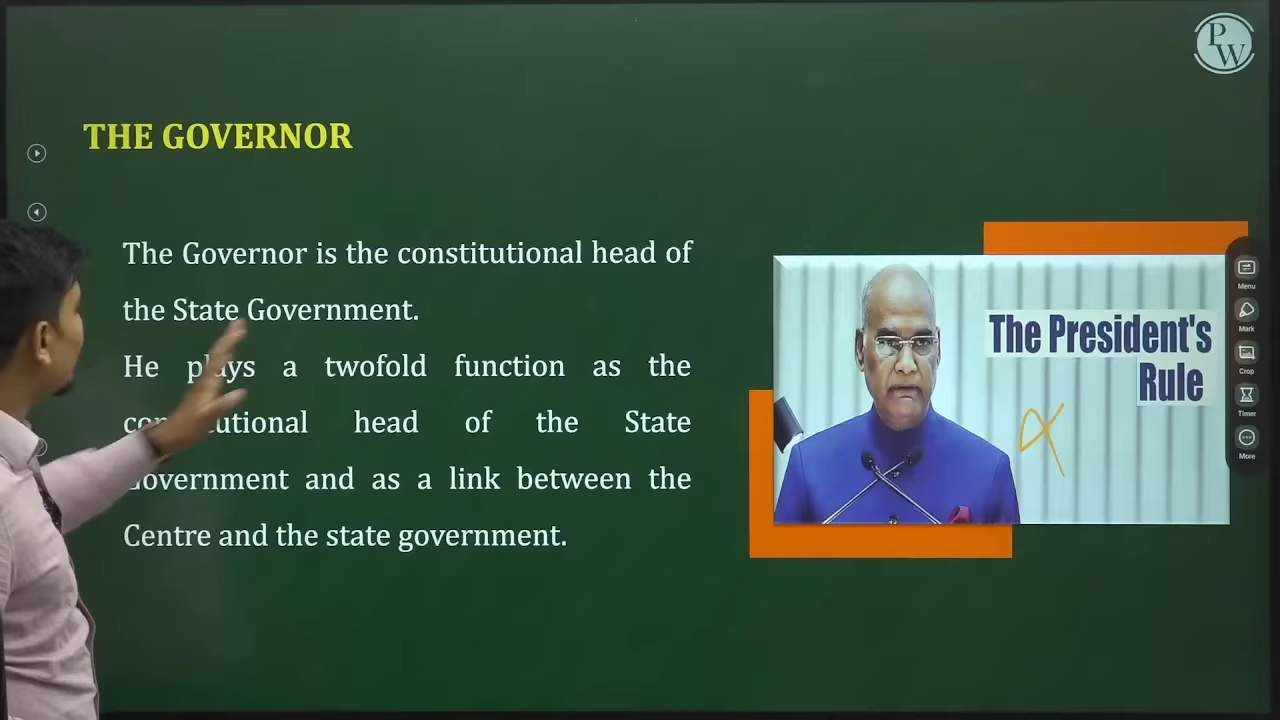 PW
THE GOVERNOR
The Governor is the constitutional head of
the State Government.
He plays a twofold function as the
head of the State
Government and as a link between the
Centre and the state government.
The President's
Rule
Menu
Mark
Crop
Timer
More